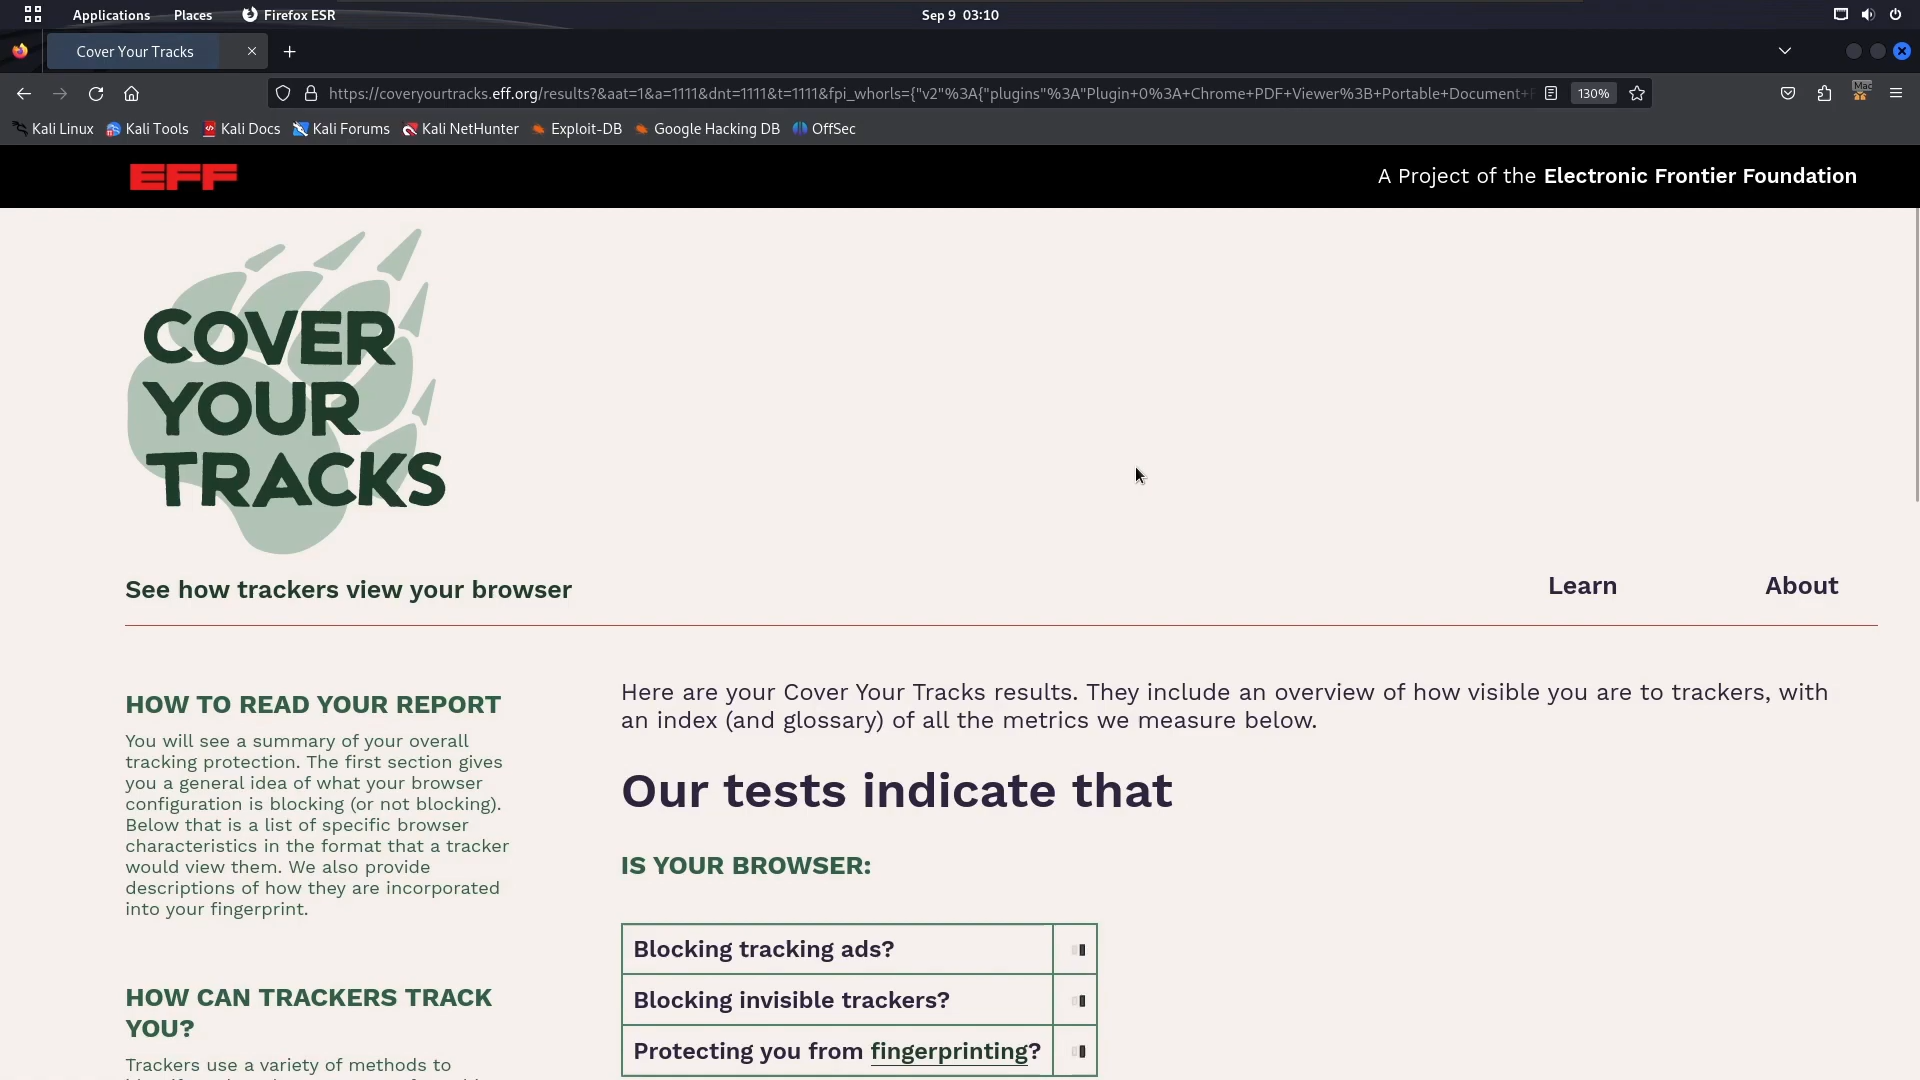 Applications Places Firefox ESR Sep 9 03:10
Cover Your Tracks
https://coveryourtracks.eff.org/results?&aat=1&a=1111&dnt=1111&t=1111&fpi_whorls={"v2"%3A{"plugins"%3A"Plugin+0%3A+Chrome+PDF+Viewer%3B+Portable+Document+F 130% Mac
Kali Linux Kali Tools Kali Docs Kali Forums Kali NetHunter Exploit-DB Google Hacking DB OffSec
EFF A Project of the Electronic Frontier Foundation
COVER
YOUR
TRACKS
See how trackers view your browser Learn About
HOW TO READ YOUR REPORT
You will see a summary of your overall
tracking protection. The first section gives
you a general idea of what your browser
configuration is blocking (or not blocking).
Below that is a list of specific browser
characteristics in the format that a tracker
would view them. We also provide
descriptions of how they are incorporated
into your fingerprint.
HOW CAN TRACKERS TRACK
YOU?
Trackers use a variety of methods to
Here are your Cover Your Tracks results. They include an overview of how visible you are to trackers, with
an index (and glossary) of all the metrics we measure below.
Our tests indicate that
IS YOUR BROWSER:
Blocking tracking ads?
Blocking invisible trackers?
Protecting you from fingerprinting?